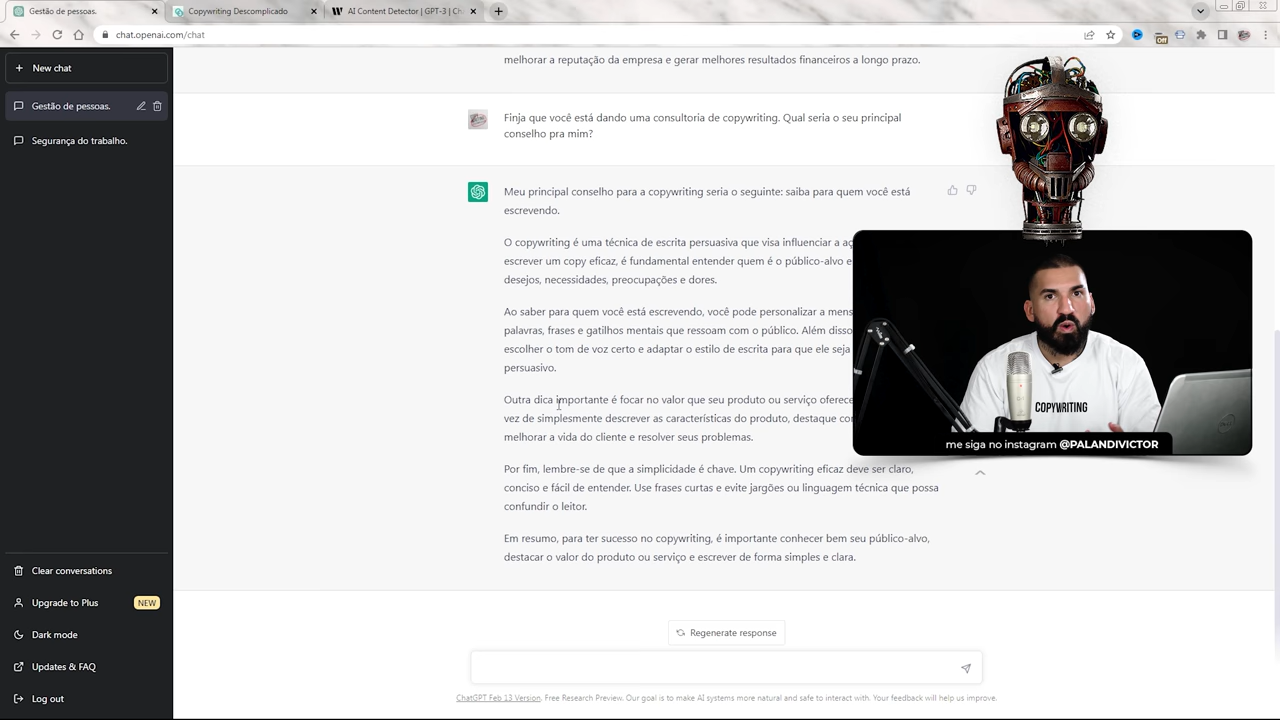 Gestão de pessoas.
Copywriting Descomplicado
AI Content Detector | GPT-3 | Ch
chat.openai.com/chat
Off
New chat
Gestão de pessoas.
Segurança do trabalho.
Clear conversations
Upgrade to Plus
NEW
Dark mode
Updates & FAQ
Log out
melhorar a reputação da empresa e gerar melhores resultados financeiros a longo prazo.
Finja que você está dando uma consultoria de copywriting. Qual seria o seu principal
conselho pra mim?
Meu principal conselho para a copywriting seria o seguinte: saiba para quem você está
escrevendo.
O copywriting é uma técnica de escrita persuasiva que visa influenciar a aç
escrever um copy eficaz, é fundamental entender quem é o público-alvo e
desejos, necessidades, preocupações e dores.
Ao saber para quem você está escrevendo, você pode personalizar a mens
palavras, frases e gatilhos mentais que ressoam com o público. Além disso
escolher o tom de voz certo e adaptar o estilo de escrita para que ele seja
persuasivo.
Outra dica importante é focar no valor que seu produto ou serviço oferece
vez de simplesmente descrever as características do produto, destaque co
melhorar a vida do cliente e resolver seus problemas.
Por fim, lembre-se de que a simplicidade é chave. Um copywriting eficaz deve ser claro,
conciso e fácil de entender. Use frases curtas e evite jargões ou linguagem técnica que possa
confundir o leitor.
Em resumo, para ter sucesso no copywriting, é importante conhecer bem seu público-alvo,
destacar o valor do produto ou serviço e escrever de forma simples e clara.
COPYWRITING
me siga no instagram @PALANDIVICTOR
Regenerate response
ChatGPT Feb 13 Version. Free Research Preview. Our goal is to make AI systems more natural and safe to interact with. Your feedback will help us improve.